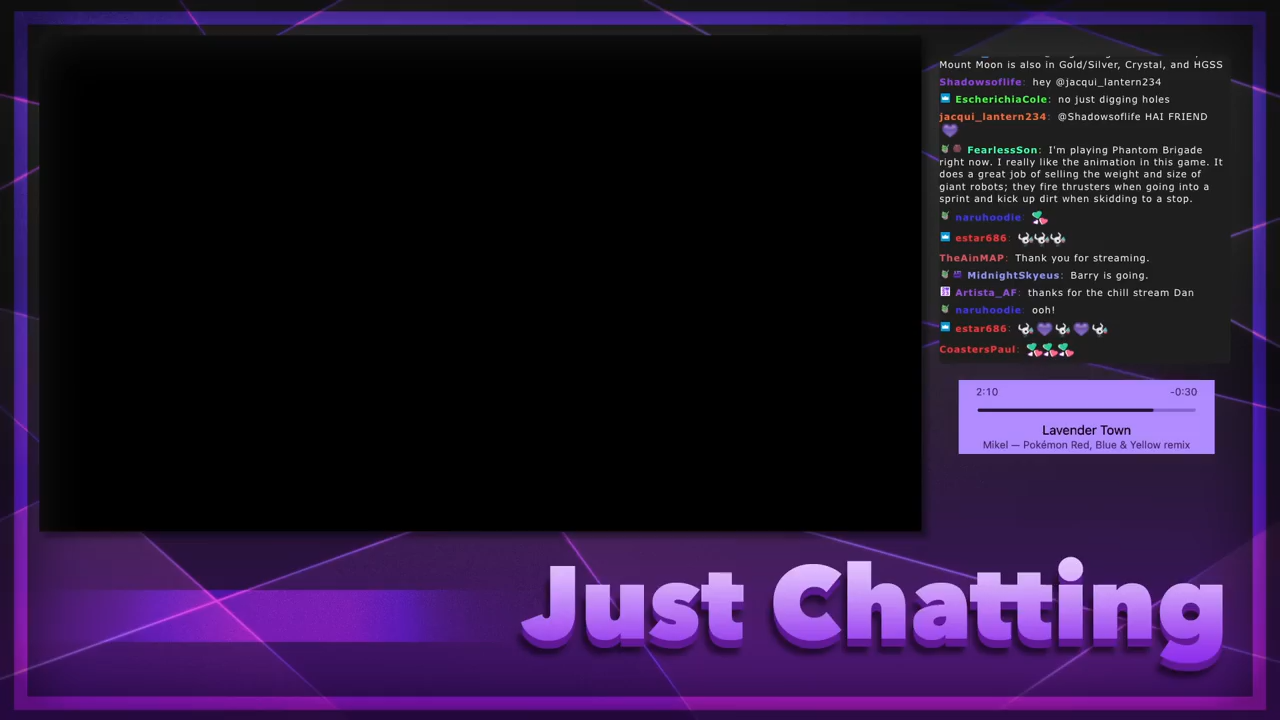 Mount Moon is also in Gold/Silver, Crystal, and HGSS
Shadowsoflife: hey @jacqui_lantern234
EscherichiaCole: no just digging holes
jacqui_lantern234: @Shadowsoflife HAI FRIEND
FearlessSon: I'm playing Phantom Brigade
right now. I really like the animation in this game. It
does a great job of selling the weight and size of
giant robots; they fire thrusters when going into a
sprint and kick up dirt when skidding to a stop.
naruhoodie:
estar686:
TheAinMAP: Thank you for streaming.
MidnightSkyeus: Barry is going.
Artista_AF: thanks for the chill stream Dan
naruhoodie: ooh!
estar686:
CoastersPaul:
2:10 -0:30
Lavender Town
Mikel — Pokémon Red, Blue & Yellow remix
Just Chatting